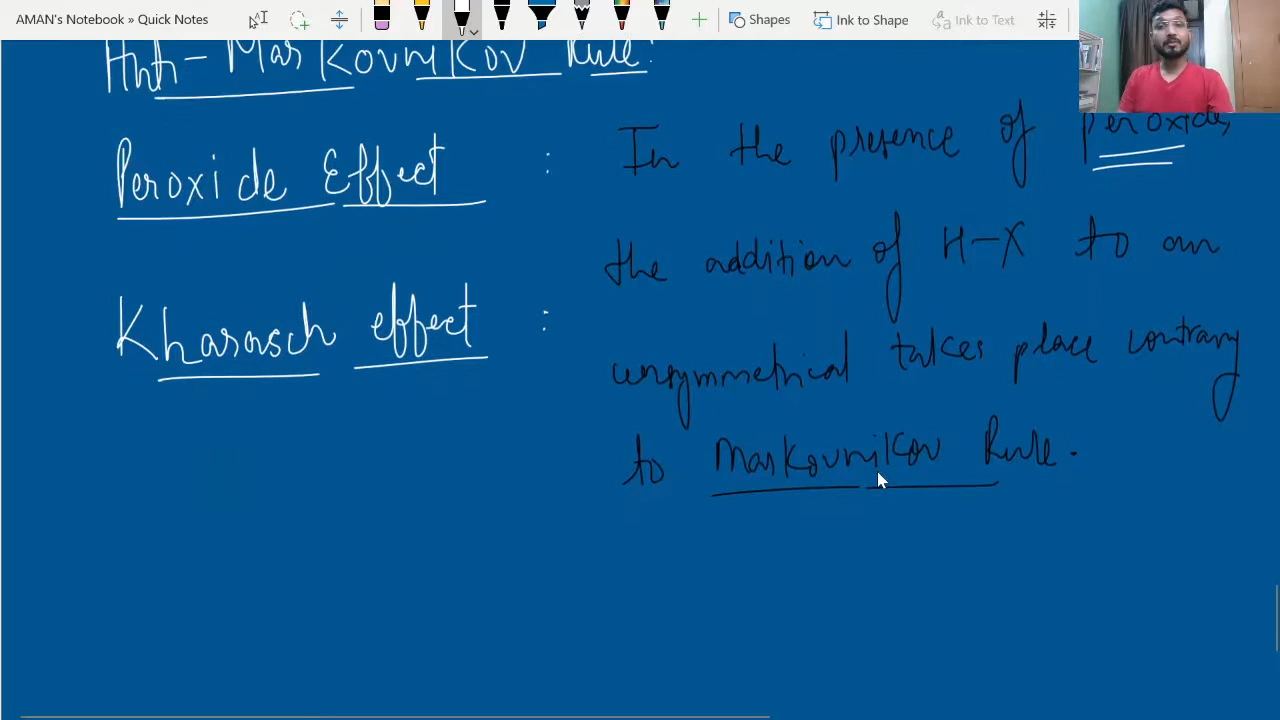 AMAN's Notebook » Quick Notes
Shapes
Ink to Shape
Ink to Text
Anti-Markovnikov Rule:
Peroxide Effect :
Kharasch effect :
In the presence of peroxide,
the addition of H-X to an
unsymmetrical takes place contrary
to Markovnikov Rule.